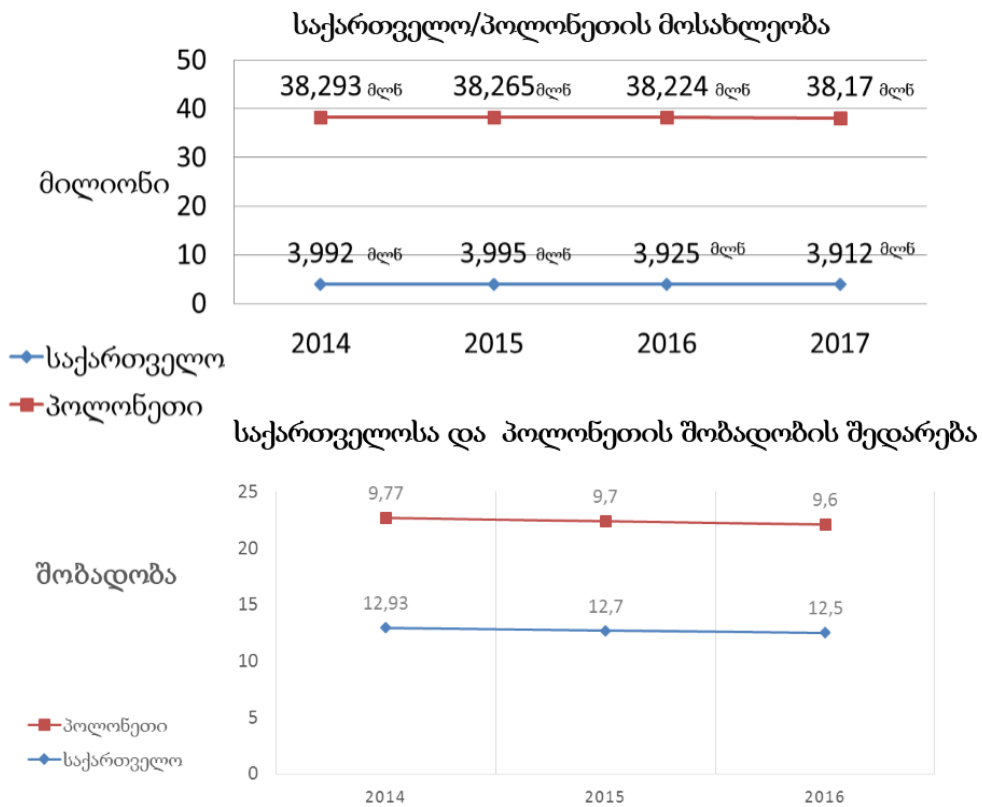 საქართველო/პოლონეთის მოსახლეობა
50
38,293 მლნ 38,265მლნ 38,224 მლნ 38,17 მლნ
40
30
მილიონი
20
10
3,992 მლნ 3,995 მლნ 3,925 მლნ 3,912 მლნ
0
2014 2015 2016 2017
საქართველო
პოლონეთი
საქართველოსა და პოლონეთის შობადობის შედარება
25
9,77 9,7 9,6
20
შობადობა
15
12,93 12,7 12,5
10
5
პოლონეთი
საქართველო
0
2014 2015 2016